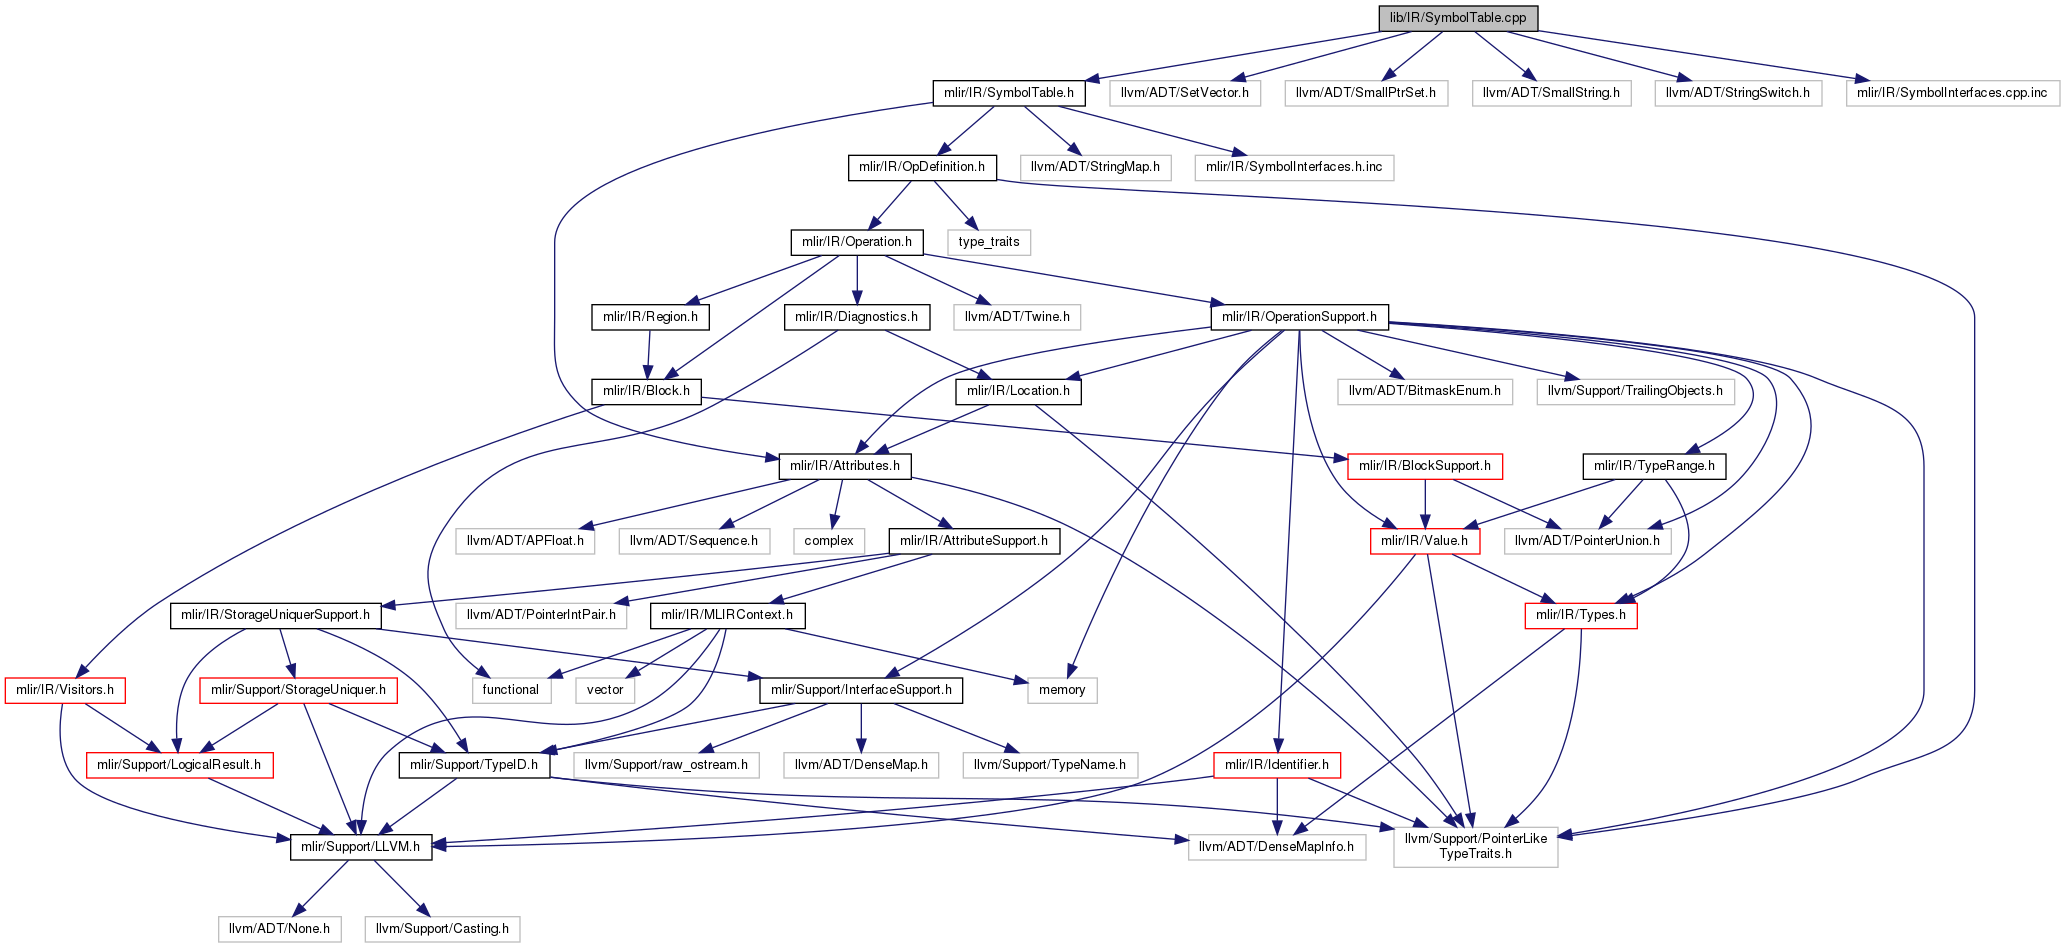 lib/IR/SymbolTable.cpp
mlir/IR/SymbolTable.h
llvm/ADT/SetVector.h
llvm/ADT/SmallPtrSet.h
llvm/ADT/SmallString.h
llvm/ADT/StringSwitch.h
mlir/IR/SymbolInterfaces.cpp.inc
mlir/IR/OpDefinition.h
llvm/ADT/StringMap.h
mlir/IR/SymbolInterfaces.h.inc
mlir/IR/Operation.h
type_traits
mlir/IR/Region.h
mlir/IR/Diagnostics.h
llvm/ADT/Twine.h
mlir/IR/OperationSupport.h
mlir/IR/Block.h
mlir/IR/Location.h
llvm/ADT/BitmaskEnum.h
llvm/Support/TrailingObjects.h
mlir/IR/Attributes.h
mlir/IR/BlockSupport.h
mlir/IR/TypeRange.h
llvm/ADT/APFloat.h
llvm/ADT/Sequence.h
complex
mlir/IR/AttributeSupport.h
mlir/IR/Value.h
llvm/ADT/PointerUnion.h
mlir/IR/StorageUniquerSupport.h
llvm/ADT/PointerIntPair.h
mlir/IR/MLIRContext.h
mlir/IR/Types.h
mlir/IR/Visitors.h
mlir/Support/StorageUniquer.h
functional
vector
mlir/Support/InterfaceSupport.h
memory
mlir/Support/LogicalResult.h
mlir/Support/TypeID.h
llvm/Support/raw_ostream.h
llvm/ADT/DenseMap.h
llvm/Support/TypeName.h
mlir/IR/Identifier.h
mlir/Support/LLVM.h
llvm/ADT/DenseMapInfo.h
llvm/Support/PointerLike
TypeTraits.h
llvm/ADT/None.h
llvm/Support/Casting.h